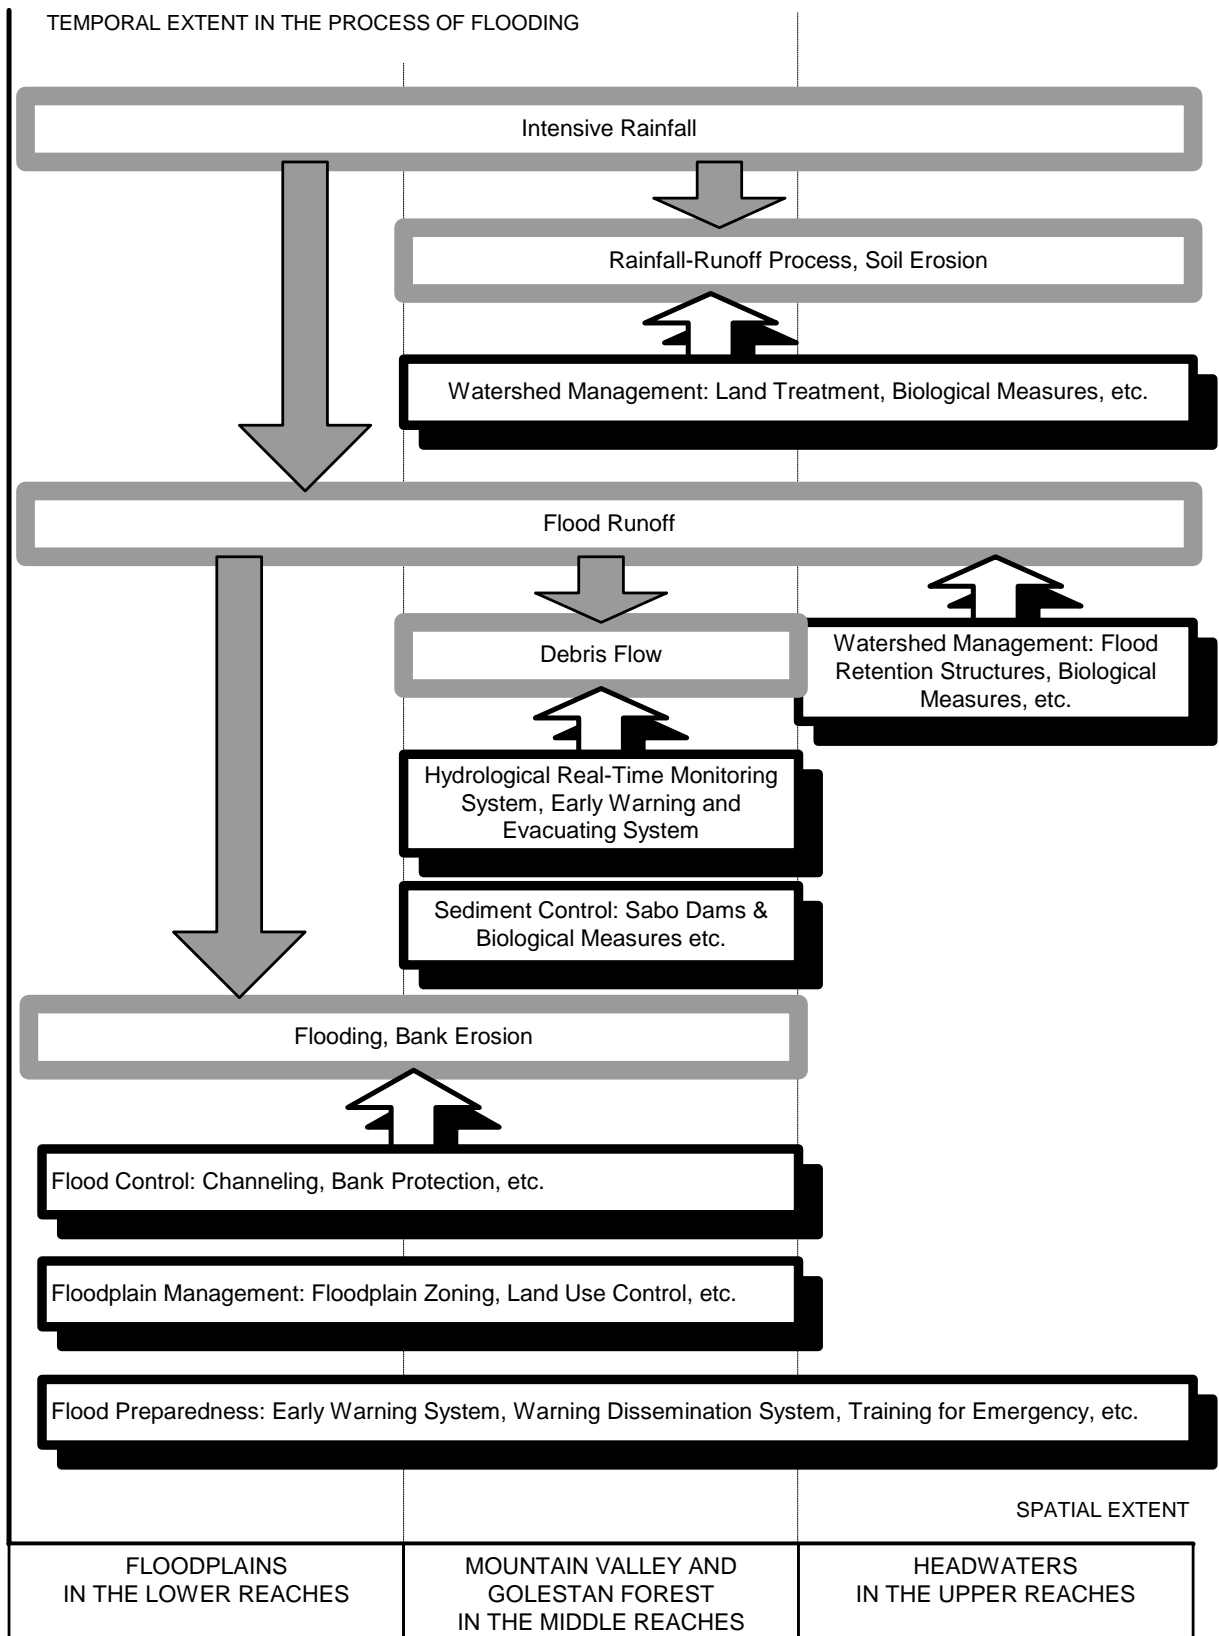 TEMPORAL EXTENT IN THE PROCESS OF FLOODING
Intensive Rainfall
Rainfall-Runoff Process, Soil Erosion
Watershed Management: Land Treatment, Biological Measures, etc.
Flood Runoff
Debris Flow
Watershed Management: Flood
Retention Structures, Biological
Measures, etc.
Hydrological Real-Time Monitoring
System, Early Warning and
Evacuating System
Sediment Control: Sabo Dams &
Biological Measures etc.
Flooding, Bank Erosion
Flood Control: Channeling, Bank Protection, etc.
Floodplain Management: Floodplain Zoning, Land Use Control, etc.
Flood Preparedness: Early Warning System, Warning Dissemination System, Training for Emergency, etc.
SPATIAL EXTENT
FLOODPLAINS
IN THE LOWER REACHES
MOUNTAIN VALLEY AND
GOLESTAN FOREST
IN THE MIDDLE REACHES
HEADWATERS
IN THE UPPER REACHES